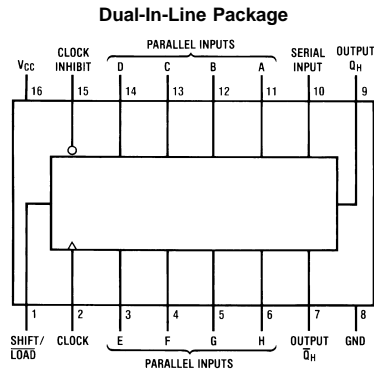 Dual-In-Line Package
PARALLEL INPUTS
CLOCK SERIAL OUTPUT
VCC INHIBIT D C B A INPUT QH
16 15 14 13 12 11 10 9
1 2 3 4 5 6 7 8
SHIFT/ CLOCK E F G H OUTPUT GND
LOAD Q̅H
PARALLEL INPUTS